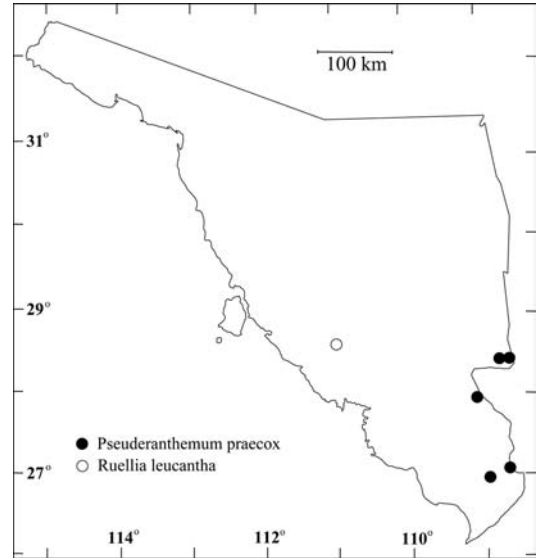 100 km
31°
29°
● Pseuderanthemum praecox
○ Ruellia leucantha
27°
114° 112° 110°